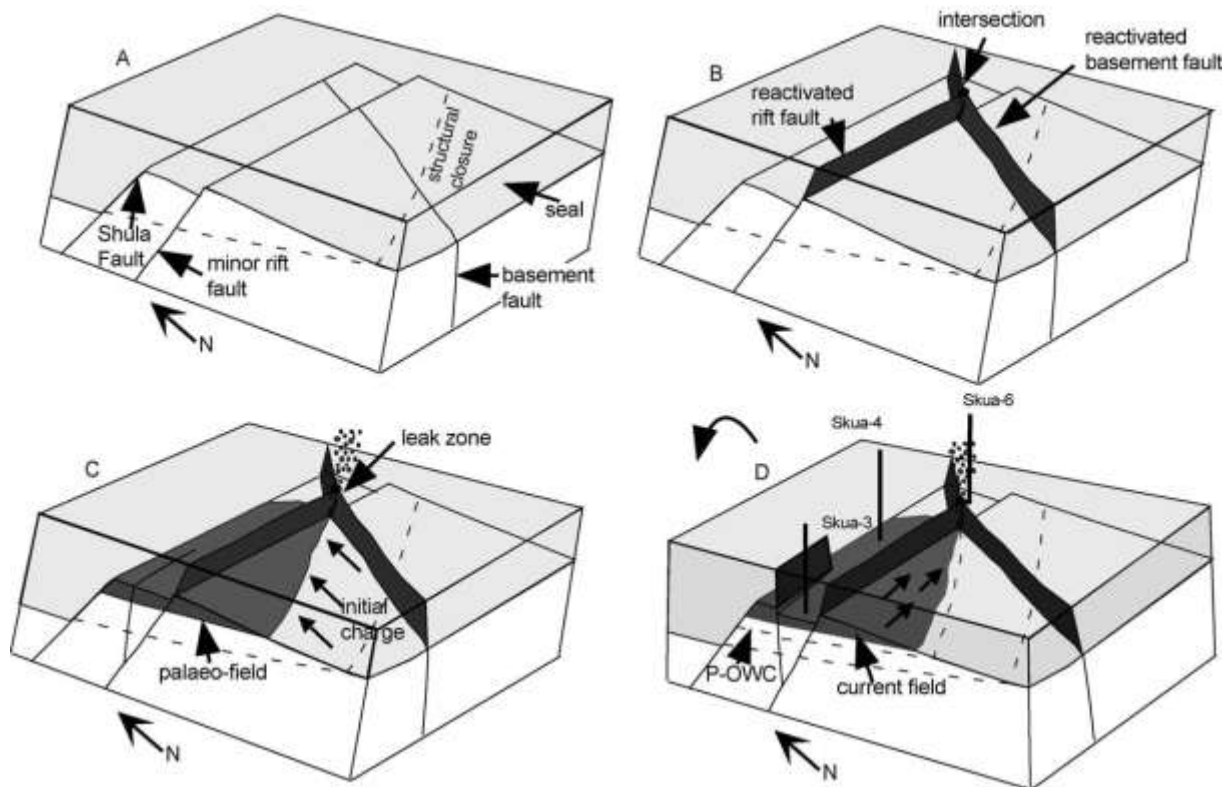 A
structural
closure
seal
Shula
Fault
minor rift
fault
basement
fault
N
intersection
B
reactivated
basement fault
reactivated
rift fault
N
C
leak zone
initial
charge
palaeo-field
N
Skua-6
Skua-4
D
Skua-3
P-OWC
current field
N